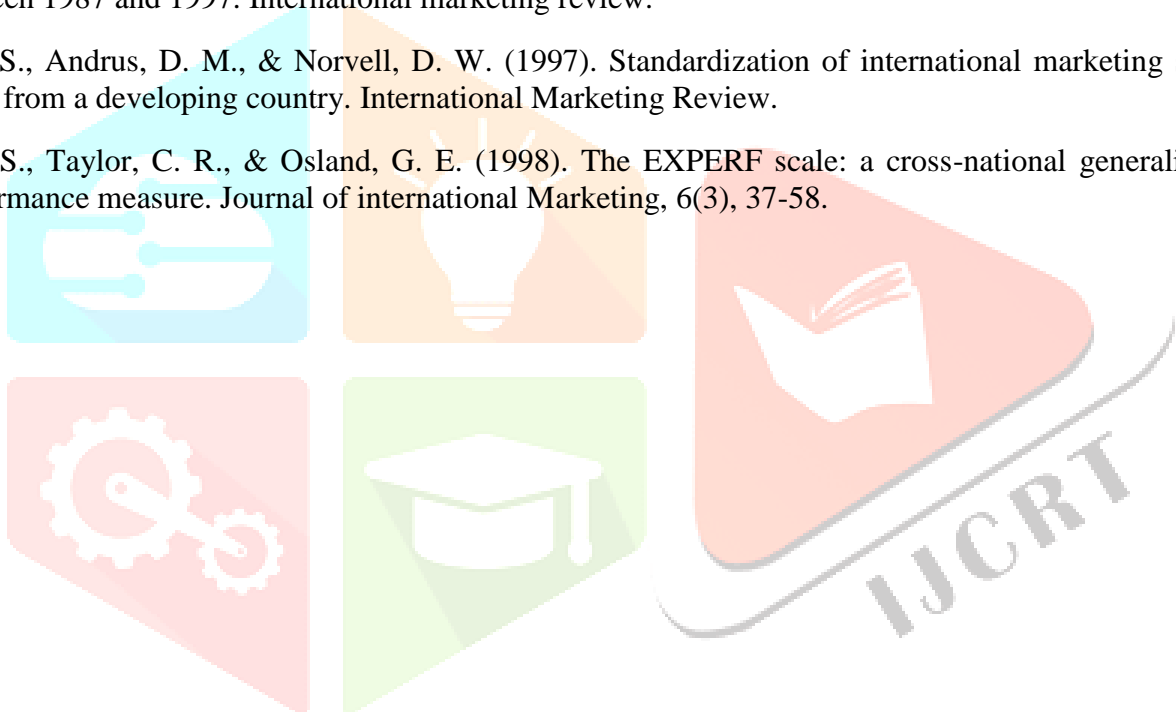 een 1987 and 1997. International marketing review.
S., Andrus, D. M., & Norvell, D. W. (1997). Standardization of international marketing
from a developing country. International Marketing Review.
S., Taylor, C. R., & Osland, G. E. (1998). The EXPERF scale: a cross-national generali
rmance measure. Journal of international Marketing, 6(3), 37-58.
IJCRT